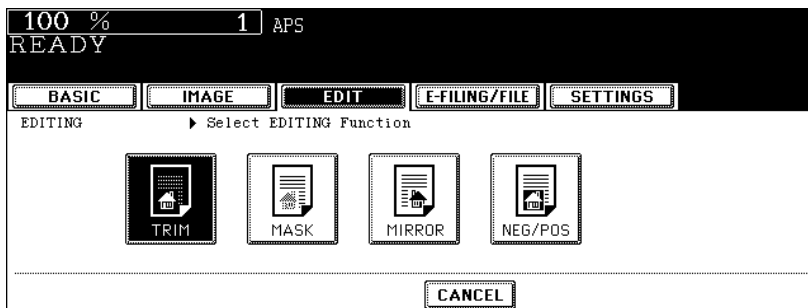 100 % 1 APS
READY
BASIC IMAGE EDIT E-FILING/FILE SETTINGS
EDITING ▶ Select EDITING Function
TRIM MASK MIRROR NEG/POS
CANCEL